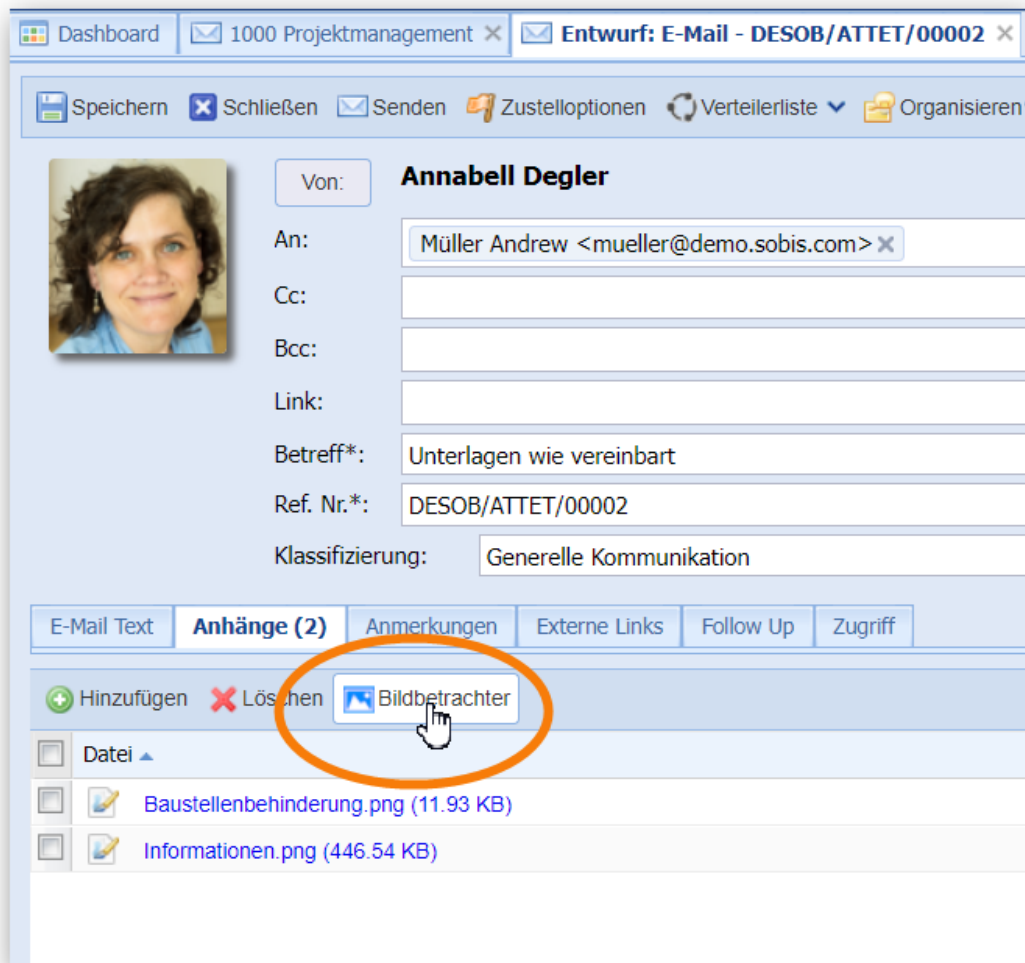 Dashboard 1000 Projektmanagement Entwurf: E-Mail - DESOB/ATTET/00002
Speichern Schließen Senden Zustelloptionen Verteilerliste Organisieren
Von: Annabell Degler
An: Müller Andrew <mueller@demo.sobis.com>
Cc:
Bcc:
Link:
Betreff*: Unterlagen wie vereinbart
Ref. Nr.*: DESOB/ATTET/00002
Klassifizierung: Generelle Kommunikation
E-Mail Text Anhänge (2) Anmerkungen Externe Links Follow Up Zugriff
Hinzufügen Löschen Bildbetrachter
Datei
Baustellenbehinderung.png (11.93 KB)
Informationen.png (446.54 KB)